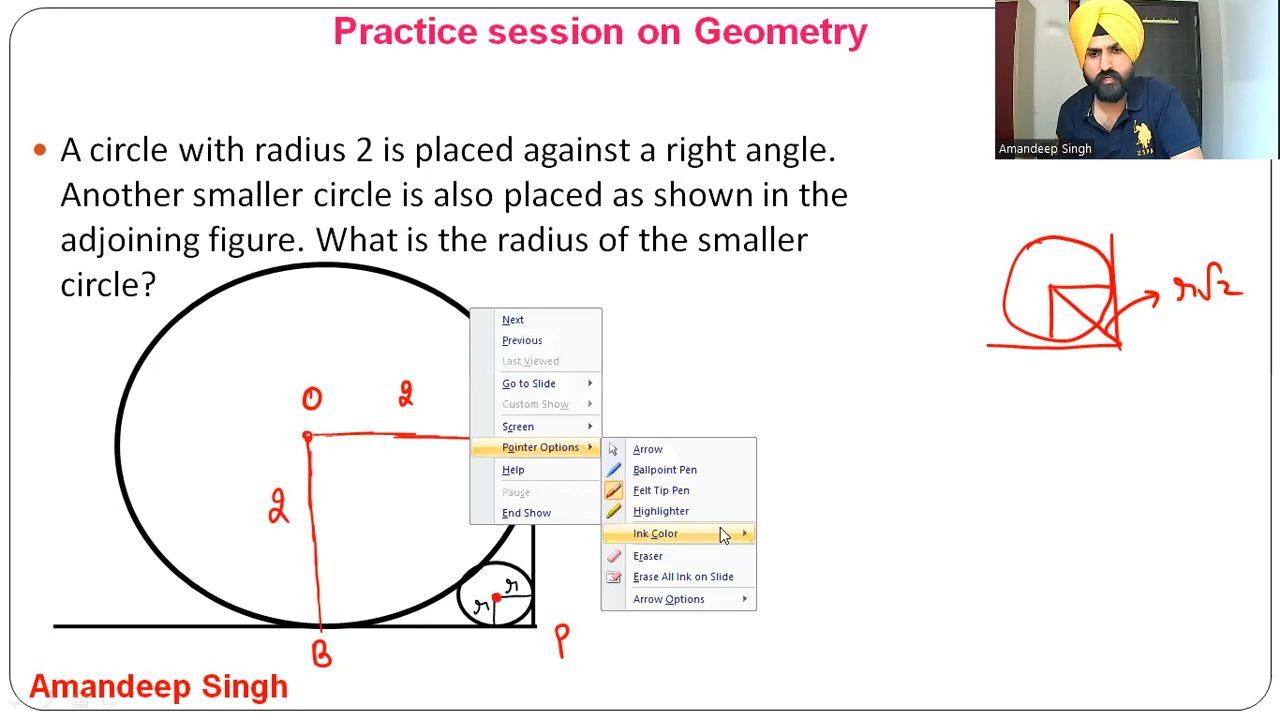 Practice session on Geometry
• A circle with radius 2 is placed against a right angle.
Another smaller circle is also placed as shown in the
adjoining figure. What is the radius of the smaller
circle?
Amandeep Singh
r√2
Next
Previous
Last Viewed
Go to Slide
Custom Show
Screen
Pointer Options
Help
Pause
End Show
Arrow
Ballpoint Pen
Felt Tip Pen
Highlighter
Ink Color
Eraser
Erase All Ink on Slide
Arrow Options
O
2
2
r
r
B
P
Amandeep Singh